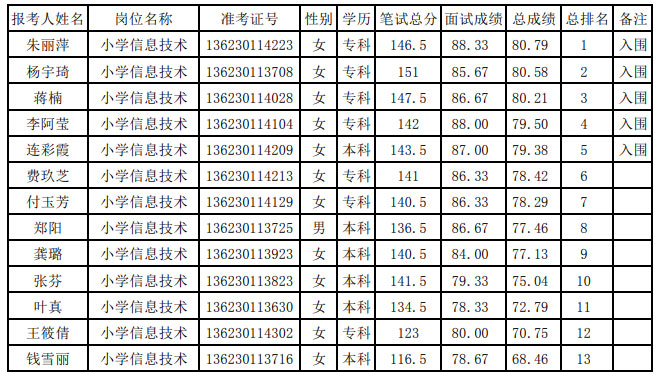 报考人姓名 岗位名称 准考证号 性别 学历 笔试总分 面试成绩 总成绩 总排名 备注
朱丽萍 小学信息技术 136230114223 女 专科 146.5 88.33 80.79 1 入围
杨宇琦 小学信息技术 136230113708 女 专科 151 85.67 80.58 2 入围
蒋楠 小学信息技术 136230114028 女 专科 147.5 86.67 80.21 3 入围
李阿莹 小学信息技术 136230114104 女 专科 142 88.00 79.50 4 入围
连彩霞 小学信息技术 136230114209 女 本科 143.5 87.00 79.38 5 入围
费玖芝 小学信息技术 136230114213 女 专科 141 86.33 78.42 6
付玉芳 小学信息技术 136230114129 女 专科 140.5 86.33 78.29 7
郑阳 小学信息技术 136230113725 男 本科 136.5 86.67 77.46 8
龚璐 小学信息技术 136230113923 女 本科 140.5 84.00 77.13 9
张芬 小学信息技术 136230113823 女 本科 141.5 79.33 75.04 10
叶真 小学信息技术 136230113630 女 本科 134.5 78.33 72.79 11
王筱倩 小学信息技术 136230114302 女 专科 123 80.00 70.75 12
钱雪丽 小学信息技术 136230113716 女 本科 116.5 78.67 68.46 13